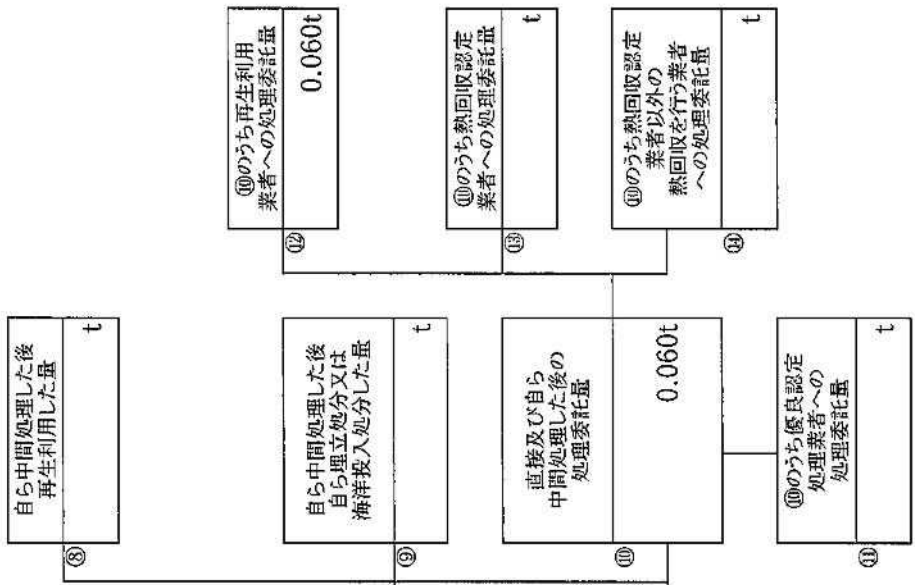 ⑧
自ら中間処理した後
再生利用した量
t
⑨
自ら中間処理した後
自ら埋立処分又は
海洋投入処分した量
t
⑩
直接及び自ら
中間処理した後の
処理委託量
0.060t
⑪
⑩のうち優良認定
処理業者への
処理委託量
t
⑫
⑩のうち再生利用
業者への処理委託量
0.060t
⑬
⑩のうち熱回収認定
業者への処理委託量
t
⑭
⑩のうち熱回収認定
業者以外の
熱回収を行う業者
への処理委託量
t